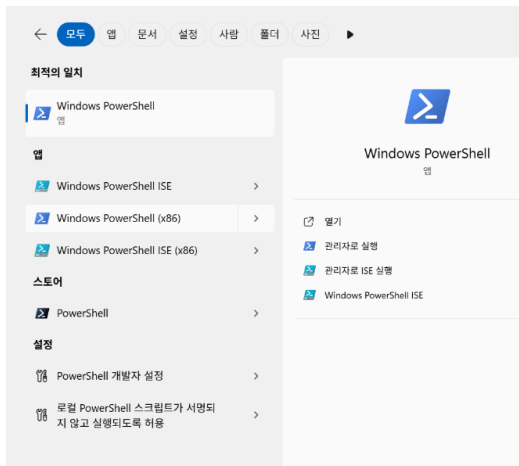 모두 앱 문서 설정 사람 폴더 사진
최적의 일치
Windows PowerShell
앱
앱
Windows PowerShell ISE
Windows PowerShell (x86)
Windows PowerShell ISE (x86)
스토어
PowerShell
설정
PowerShell 개발자 설정
로컬 PowerShell 스크립트가 서명되
지 않고 실행되도록 허용
Windows PowerShell
앱
열기
관리자로 실행
관리자로 ISE 실행
Windows PowerShell ISE